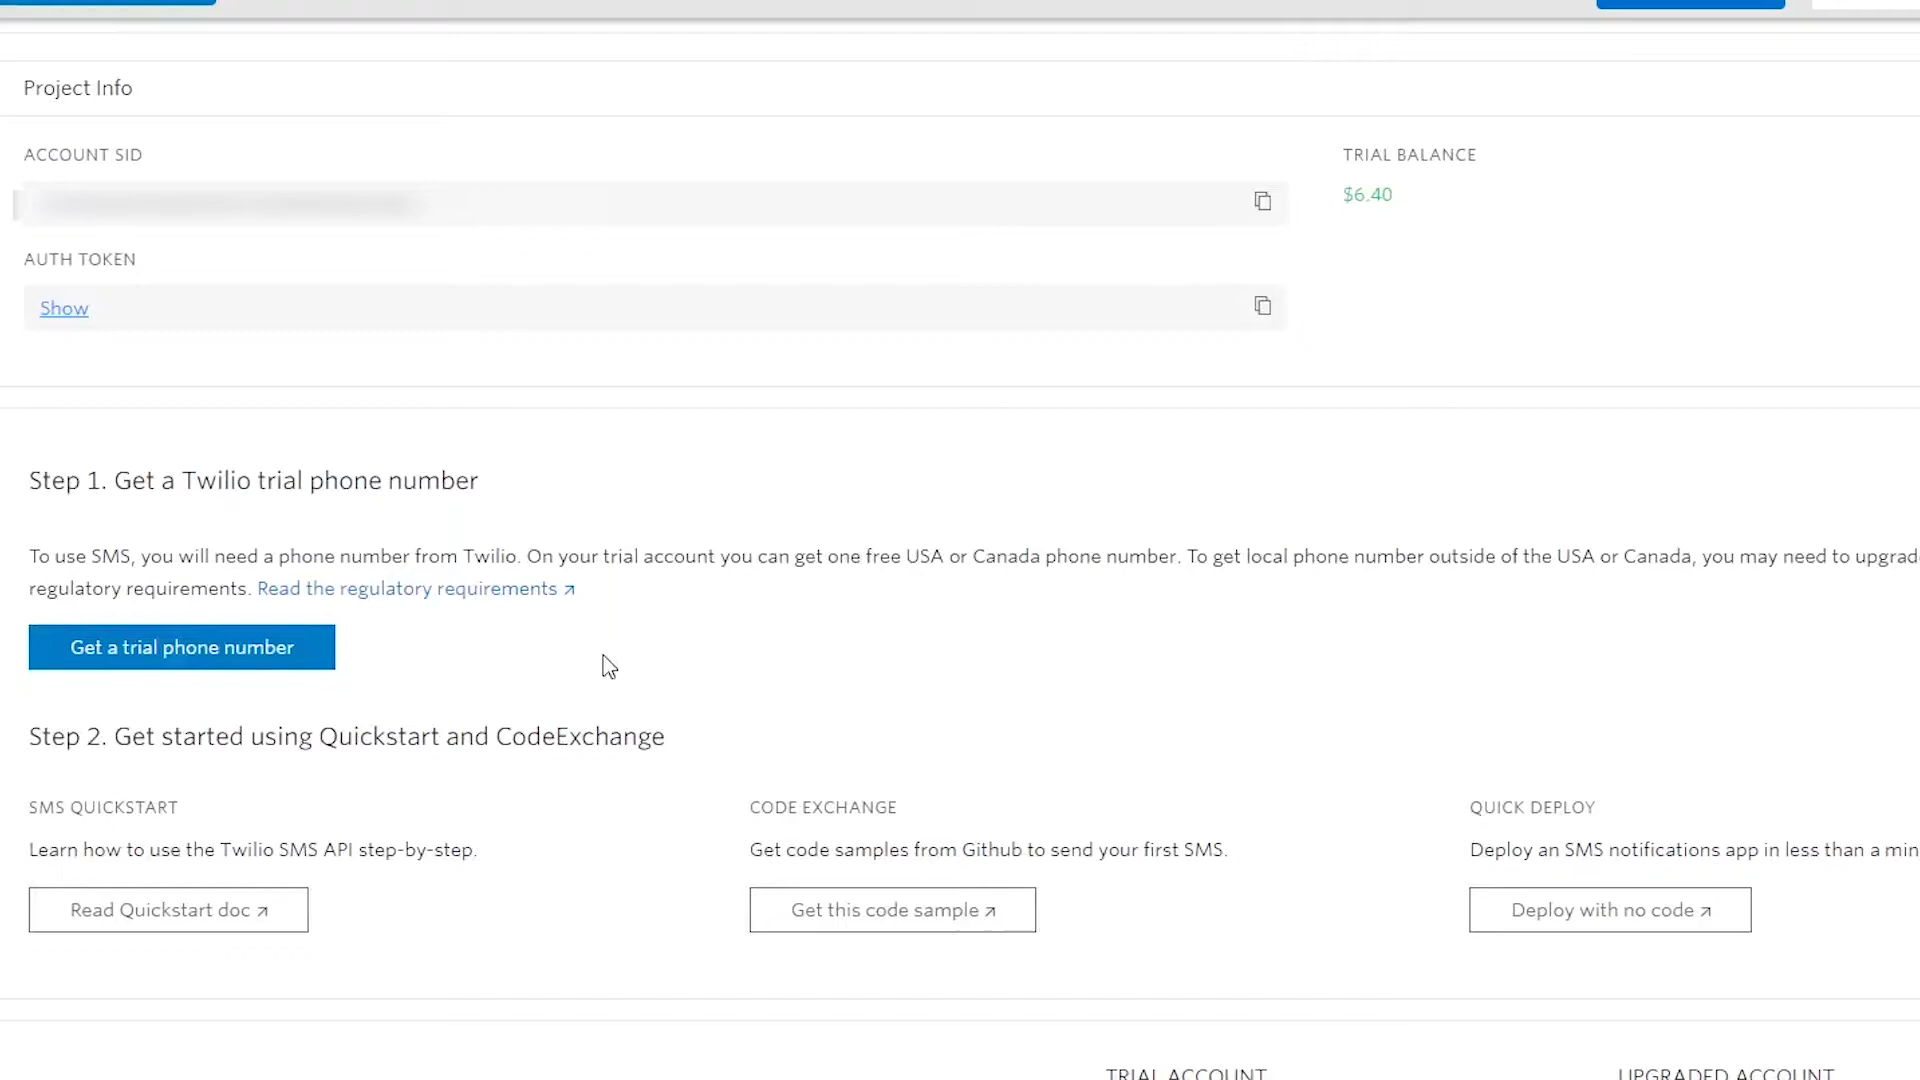 Project Info
ACCOUNT SID
TRIAL BALANCE
$6.40
AUTH TOKEN
Show
Step 1. Get a Twilio trial phone number
To use SMS, you will need a phone number from Twilio. On your trial account you can get one free USA or Canada phone number. To get local phone number outside of the USA or Canada, you may need to upgrad
regulatory requirements. Read the regulatory requirements ↗
Get a trial phone number
Step 2. Get started using Quickstart and CodeExchange
SMS QUICKSTART
Learn how to use the Twilio SMS API step-by-step.
Read Quickstart doc ↗
CODE EXCHANGE
Get code samples from Github to send your first SMS.
Get this code sample ↗
QUICK DEPLOY
Deploy an SMS notifications app in less than a min
Deploy with no code ↗
TRIAL ACCOUNT
UPGRADED ACCOUNT